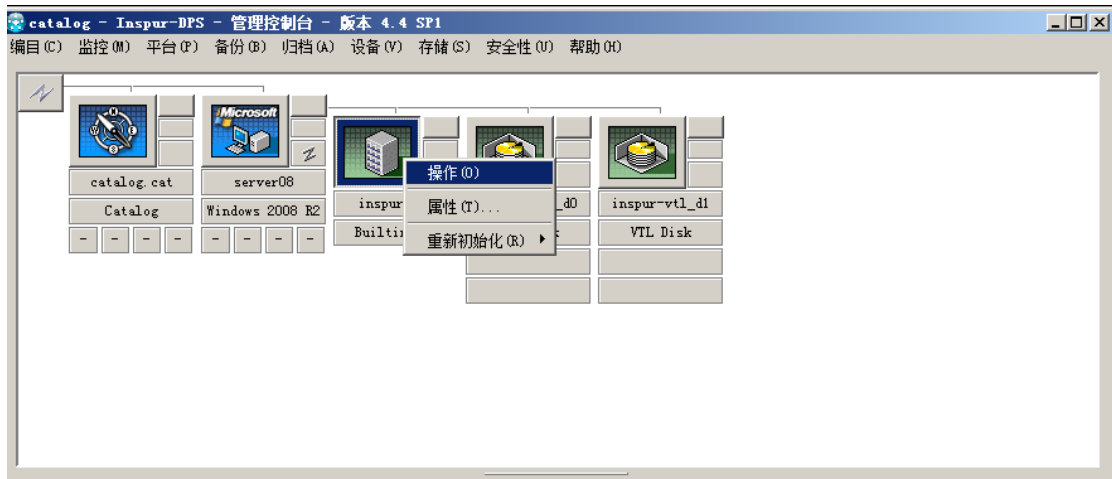 catalog - Inspur-DPS - 管理控制台 - 版本 4.4 SP1
编目(C) 监控(M) 平台(P) 备份(B) 归档(A) 设备(V) 存储(S) 安全性(U) 帮助(H)
Microsoft
catalog.cat server08 inspur _d0 inspur-vtl_d1
Catalog Windows 2008 R2 Builti VTL Disk
- - - - - - - -
操作(O)
属性(T)...
重新初始化(R)